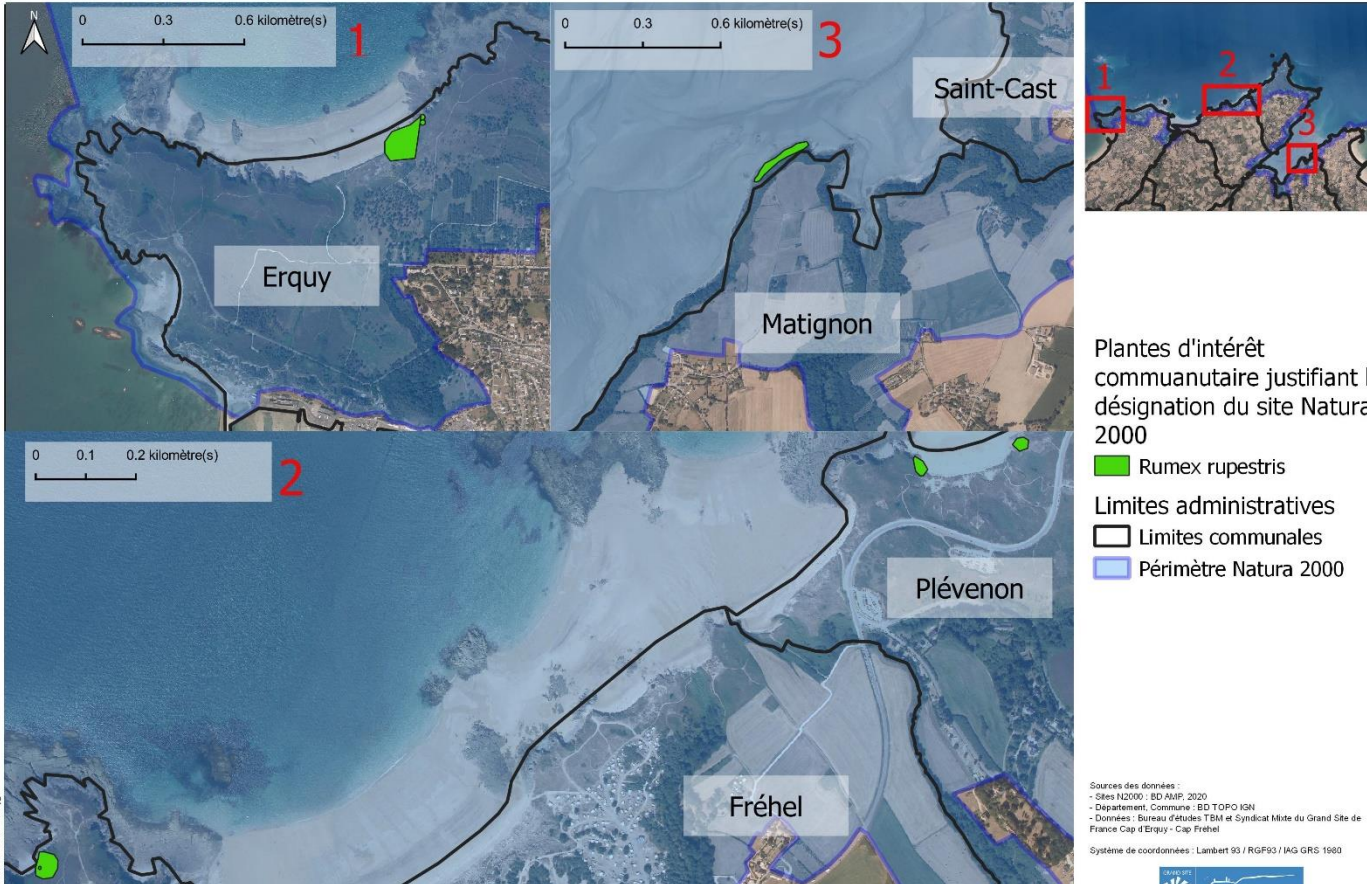 N
0 0.3 0.6 kilomètre(s)
1
Erquy
0 0.3 0.6 kilomètre(s)
3
Saint-Cast
Matignon
0 0.1 0.2 kilomètre(s)
2
Plévenon
Fréhel
1
2
3
Plantes d'intérêt
communautaire justifiant l
désignation du site Natura
2000
Rumex rupestris
Limites administratives
Limites communales
Périmètre Natura 2000
Sources des données :
- Sites N2000 : BD AMP, 2020
- Département, Commune : BD TOPO IGN
- Données : Bureau d'études TBM et Syndicat Mixte du Grand Site de
France Cap d'Erquy - Cap Fréhel
Système de coordonnées : Lambert 93 / RGF93 / IAG GRS 1980
GRAND SITE